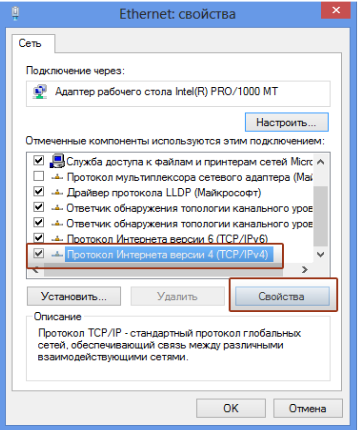 Ethernet: свойства
Сеть
Подключение через:
Адаптер рабочего стола Intel(R) PRO/1000 MT
Настроить...
Отмеченные компоненты используются этим подключением:
Служба доступа к файлам и принтерам сетей Micro
Протокол мультиплексора сетевого адаптера (Май
Драйвер протокола LLDP (Майкрософт)
Ответчик обнаружения топологии канального уров
Ответчик обнаружения топологии канального уров
Протокол Интернета версии 6 (TCP/IPv6)
Протокол Интернета версии 4 (TCP/IPv4)
Установить...
Удалить
Свойства
Описание
Протокол TCP/IP - стандартный протокол глобальных
сетей, обеспечивающий связь между различными
взаимодействующими сетями.
OK
Отмена